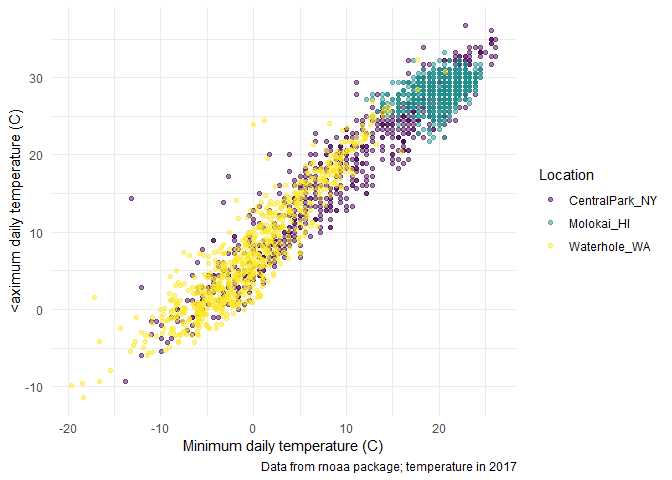 <aximum daily temperature (C)
30
20
10
0
-10
-20
-10
0
10
20
Minimum daily temperature (C)
Data from rnoaa package; temperature in 2017
Location
CentralPark_NY
Molokai_HI
Waterhole_WA